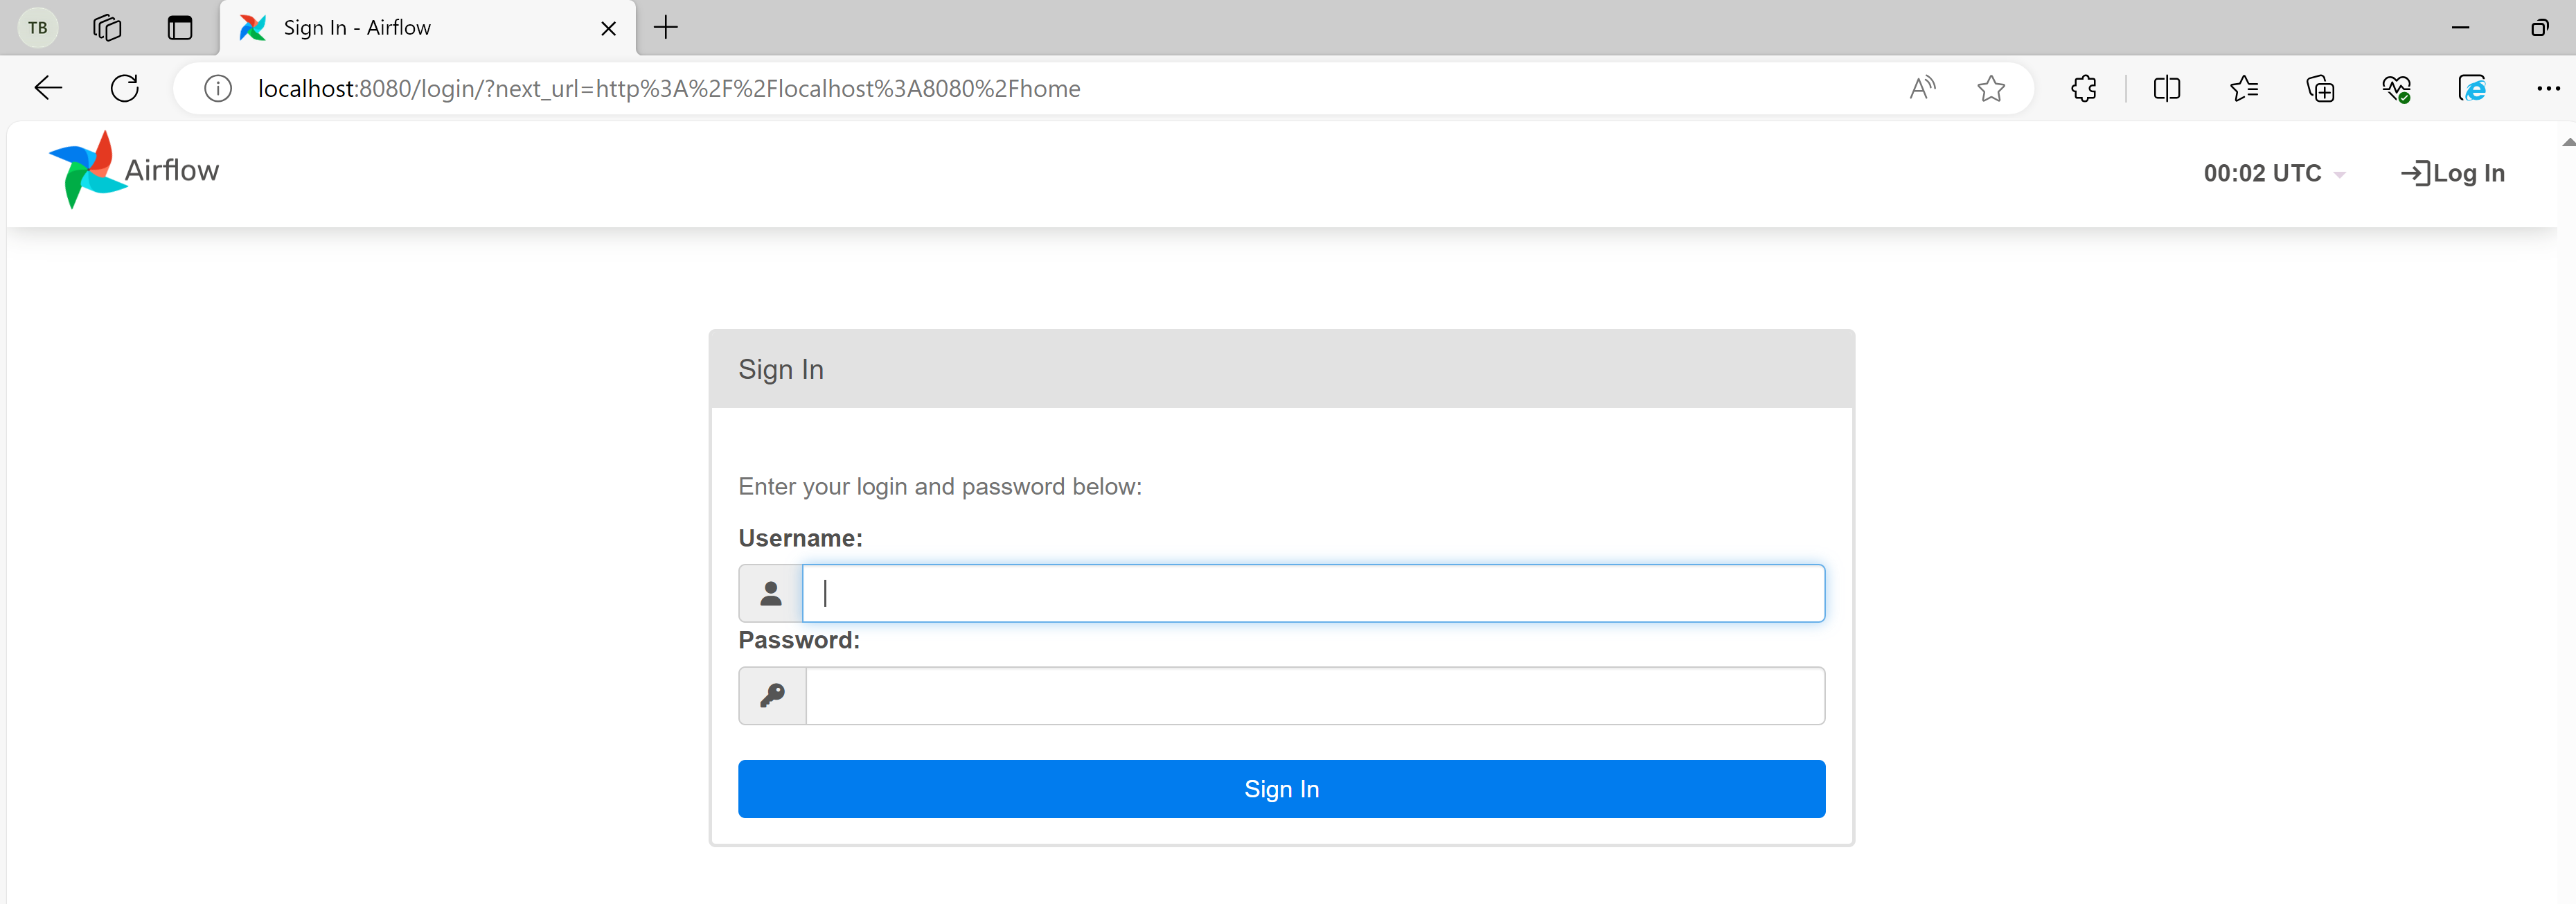 TB
Sign In - Airflow
localhost:8080/login/?next_url=http%3A%2F%2Flocalhost%3A8080%2Fhome
Airflow
00:02 UTC
Log In
Sign In
Enter your login and password below:
Username:
Password:
Sign In